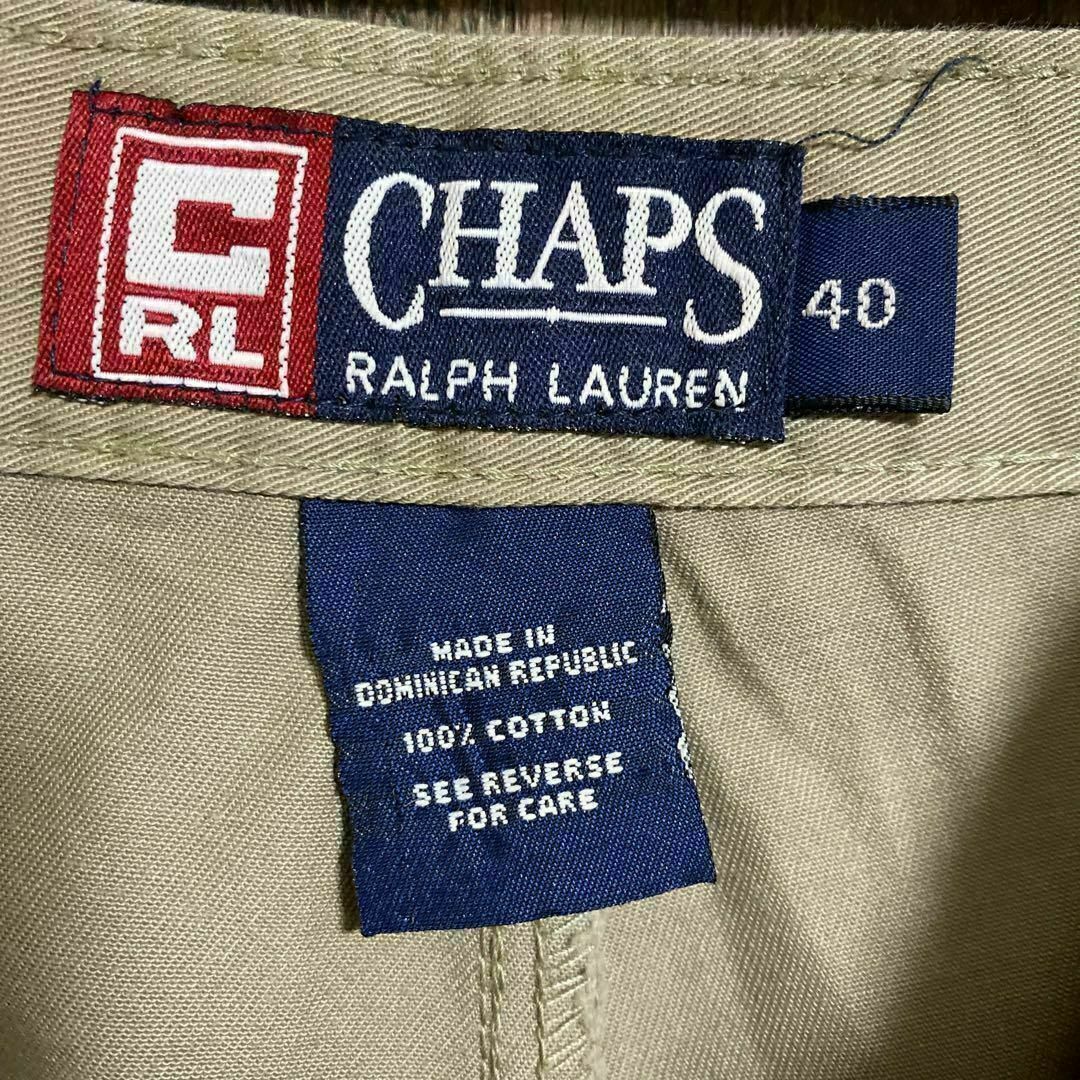 C
RL
CHAPS
RALPH LAUREN
40
MADE IN
DOMINICAN REPUBLIC
100% COTTON
SEE REVERSE
FOR CARE